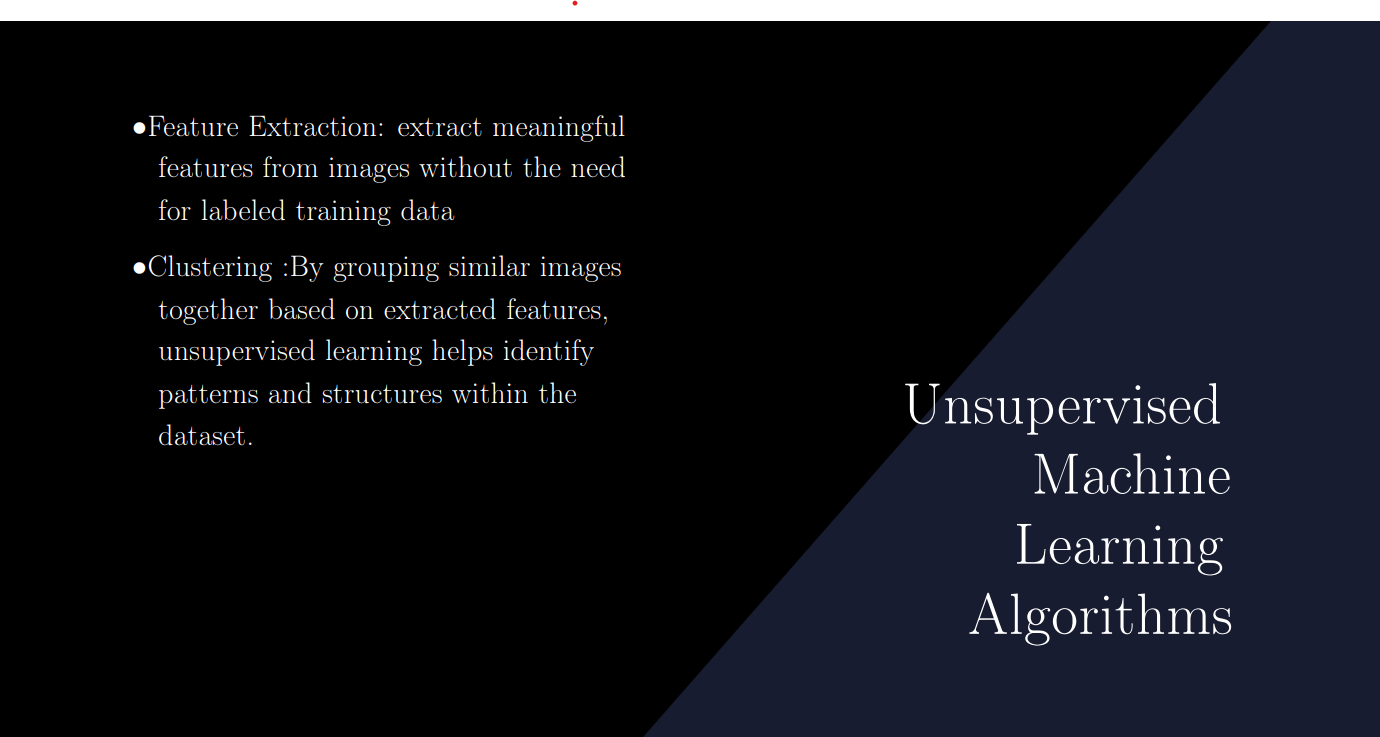 ●Feature Extraction: extract meaningful
features from images without the need
for labeled training data
●Clustering :By grouping similar images
together based on extracted features,
unsupervised learning helps identify
patterns and structures within the
dataset.
Unsupervised
Machine
Learning
Algorithms